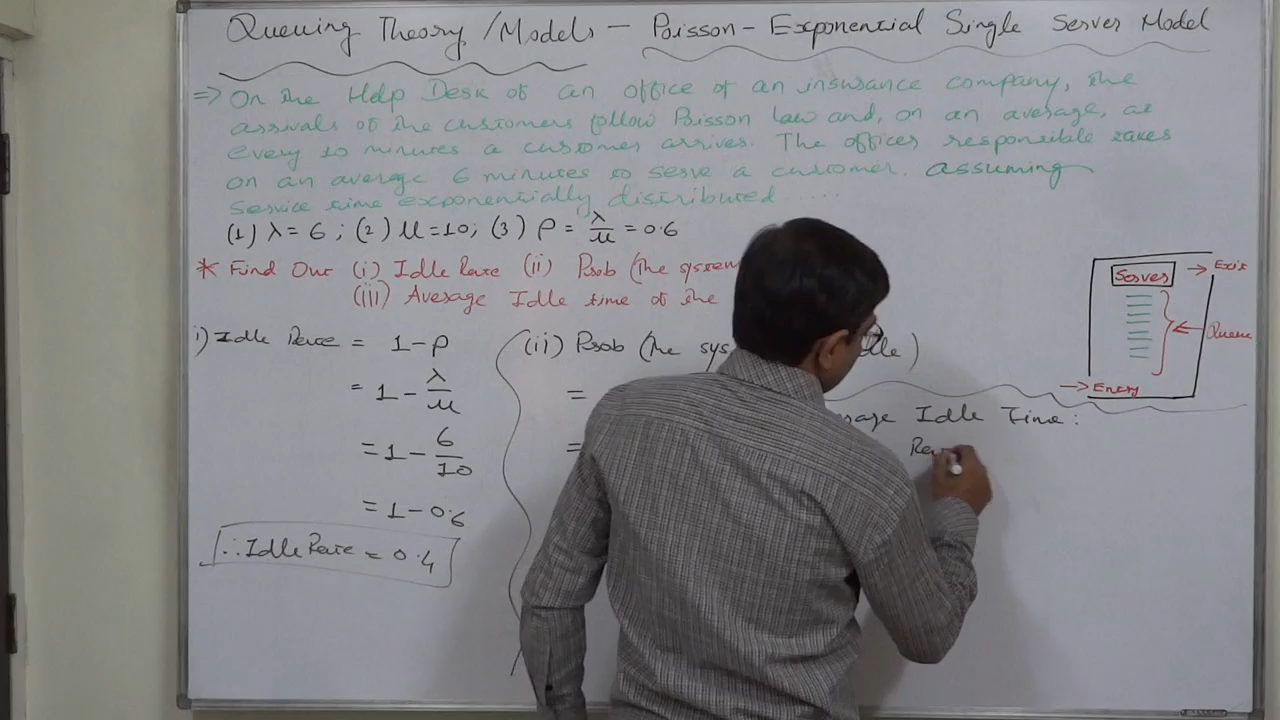 Queuing Theory/Models - Poisson-Exponential Single Server Model
=> On the Help Desk of an office of an insurance company, the
arrivals of the customers follow Poisson law and, on an average, at
every 10 minutes a customer arrives. The officer responsible takes
on an average 6 minutes to serve a customer. assuming
service time exponentially distributed .....
(1) λ = 6 ; (2) μ = 10; (3) ρ = λ/μ = 0.6
* Find Out (i) Idle Rate (ii) Prob (the system
(iii) Average Idle time of the
i) Idle Rate = 1 - ρ
= 1 - λ/μ
= 1 - 6/10
= 1 - 0.6
∴ Idle Rate = 0.4
(ii) Prob (the sys dle)
=
=
rage Idle Time:
Ra
Server
Exit
Queue
Entry